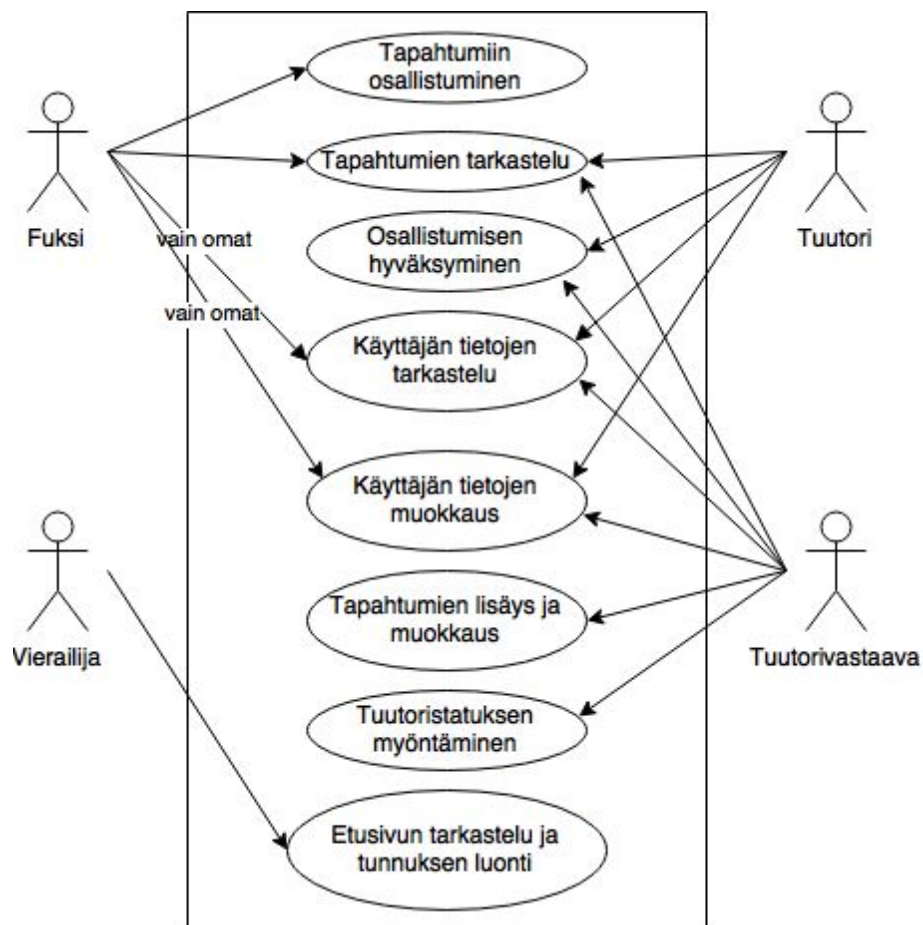 Tapahtumiin
osallistuminen
Tapahtumien tarkastelu
Fuksi
vain omat
Osallistumisen
hyväksyminen
Tuutori
vain omat
Käyttäjän tietojen
tarkastelu
Käyttäjän tietojen
muokkaus
Vierailija
Tapahtumien lisäys ja
muokkaus
Tuutorivastaava
Tuutoristatuksen
myöntäminen
Etusivun tarkastelu ja
tunnuksen luonti